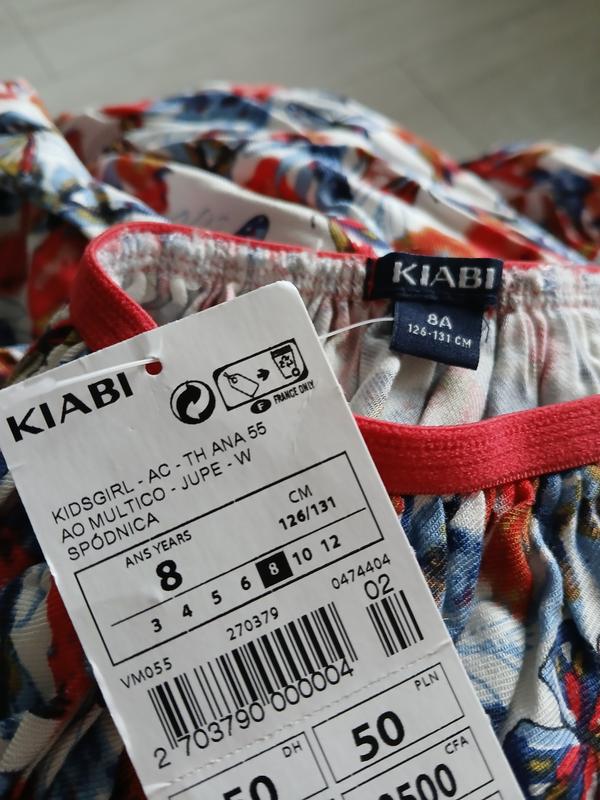 KIABI
8A
126-131 CM
KIABI
FRANCE ONLY
KIDSGIRL - AC - TH ANA 55
AO MULTICO - JUPE - W
SPÓDNICA
ANS YEARS
CM
8
126/131
3 4 5 6 8 10 12
VM055
270379
0474404
02
2 703790 000004
DH
50
PLN
50
CFA